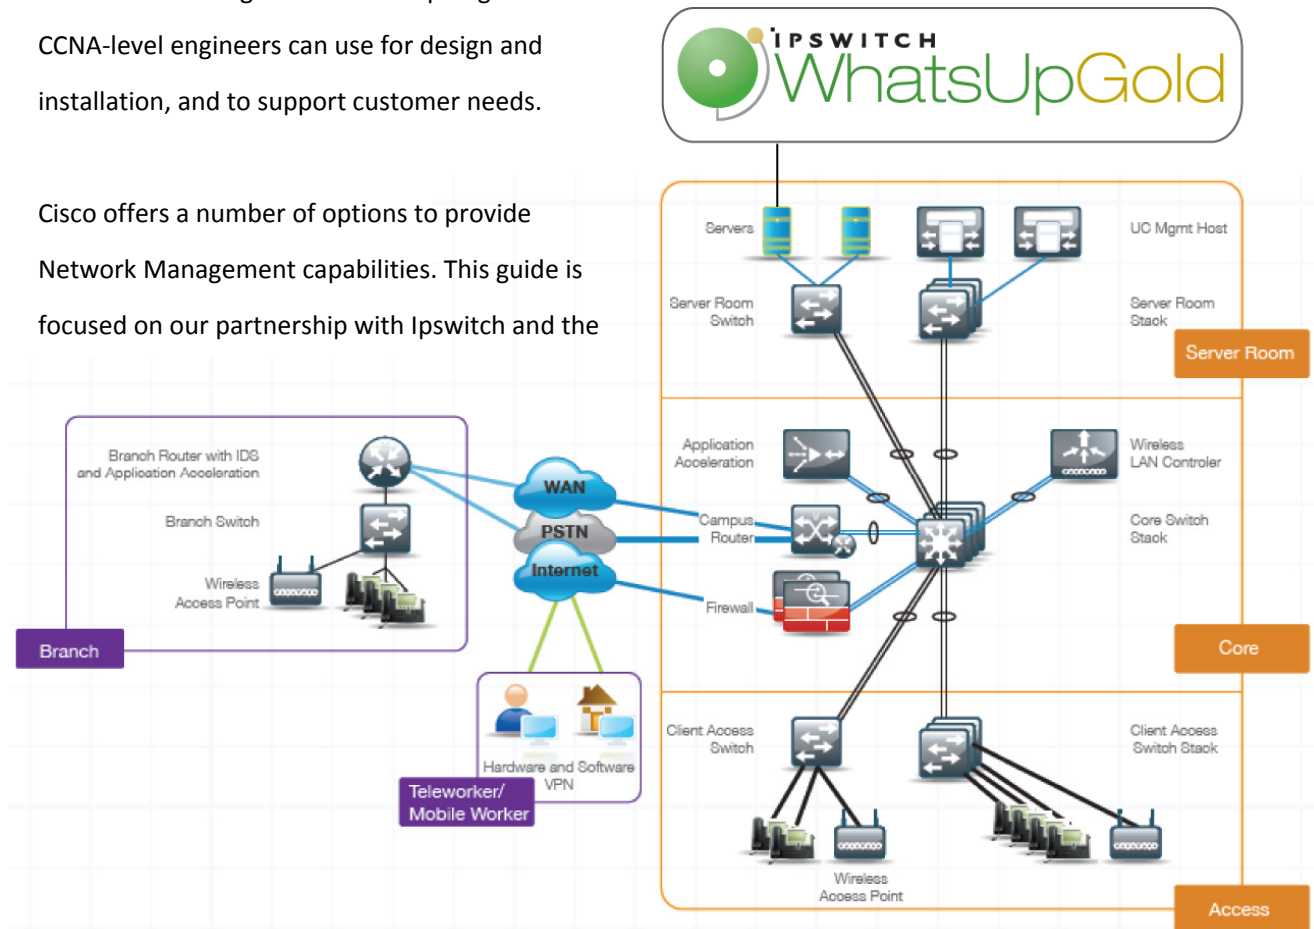 CCNA-level engineers can use for design and
installation, and to support customer needs.
Cisco offers a number of options to provide
Network Management capabilities. This guide is
focused on our partnership with Ipswitch and the
IPSWITCH
WhatsUpGold
Servers
UC Mgmt Host
Server Room
Switch
Server Room
Stack
Server Room
Branch Router with IDS
and Application Acceleration
Branch Switch
Wireless
Access Point
Branch
WAN
PSTN
Internet
Hardware and Software
VPN
Teleworker/
Mobile Worker
Application
Acceleration
Wireless
LAN Controler
Campus
Router
Core Switch
Stack
Firewall
Core
Client Access
Switch
Client Access
Switch Stack
Wireless
Access Point
Access